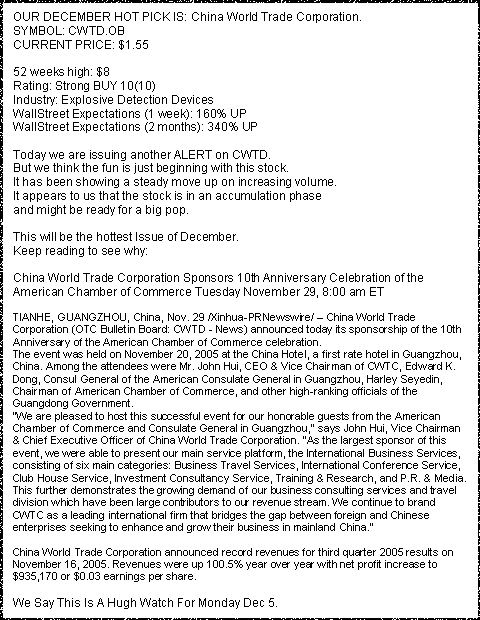 OUR DECEMBER HOT PICK IS: China World Trade Corporation.
SYMBOL: CWTD.OB
CURRENT PRICE: $1.55
52 weeks high: $8
Rating: Strong BUY 10(10)
Industry: Explosive Detection Devices
WallStreet Expectations (1 week): 160% UP
WallStreet Expectations (2 months): 340% UP
Today we are issuing another ALERT on CWTD.
But we think the fun is just beginning with this stock.
It has been showing a steady move up on increasing volume.
It appears to us that the stock is in an accumulation phase
and might be ready for a big pop.
This will be the hottest Issue of December.
Keep reading to see why:
China World Trade Corporation Sponsors 10th Anniversary Celebration of the
American Chamber of Commerce Tuesday November 29, 8:00 am ET
TIANHE, GUANGZHOU, China, Nov. 29 /Xinhua-PRNewswire/ – China World Trade
Corporation (OTC Bulletin Board: CWTD - News) announced today its sponsorship of the 10th
Anniversary of the American Chamber of Commerce celebration.
The event was held on November 20, 2005 at the China Hotel, a first rate hotel in Guangzhou,
China. Among the attendees were Mr. John Hui, CEO & Vice Chairman of CWTC, Edward K.
Dong, Consul General of the American Consulate General in Guangzhou, Harley Seyedin,
Chairman of American Chamber of Commerce, and other high-ranking officials of the
Guangdong Government.
"We are pleased to host this successful event for our honorable guests from the American
Chamber of Commerce and Consulate General in Guangzhou," says John Hui, Vice Chairman
& Chief Executive Officer of China World Trade Corporation. "As the largest sponsor of this
event, we were able to present our main service platform, the International Business Services,
consisting of six main categories: Business Travel Services, International Conference Service,
Club House Service, Investment Consultancy Service, Training & Research, and P.R. & Media.
This further demonstrates the growing demand of our business consulting services and travel
division which have been large contributors to our revenue stream. We continue to brand
CWTC as a leading international firm that bridges the gap between foreign and Chinese
enterprises seeking to enhance and grow their business in mainland China."
China World Trade Corporation announced record revenues for third quarter 2005 results on
November 16, 2005. Revenues were up 100.5% year over year with net profit increase to
$935,170 or $0.03 earnings per share.
We Say This Is A Hugh Watch For Monday Dec 5.